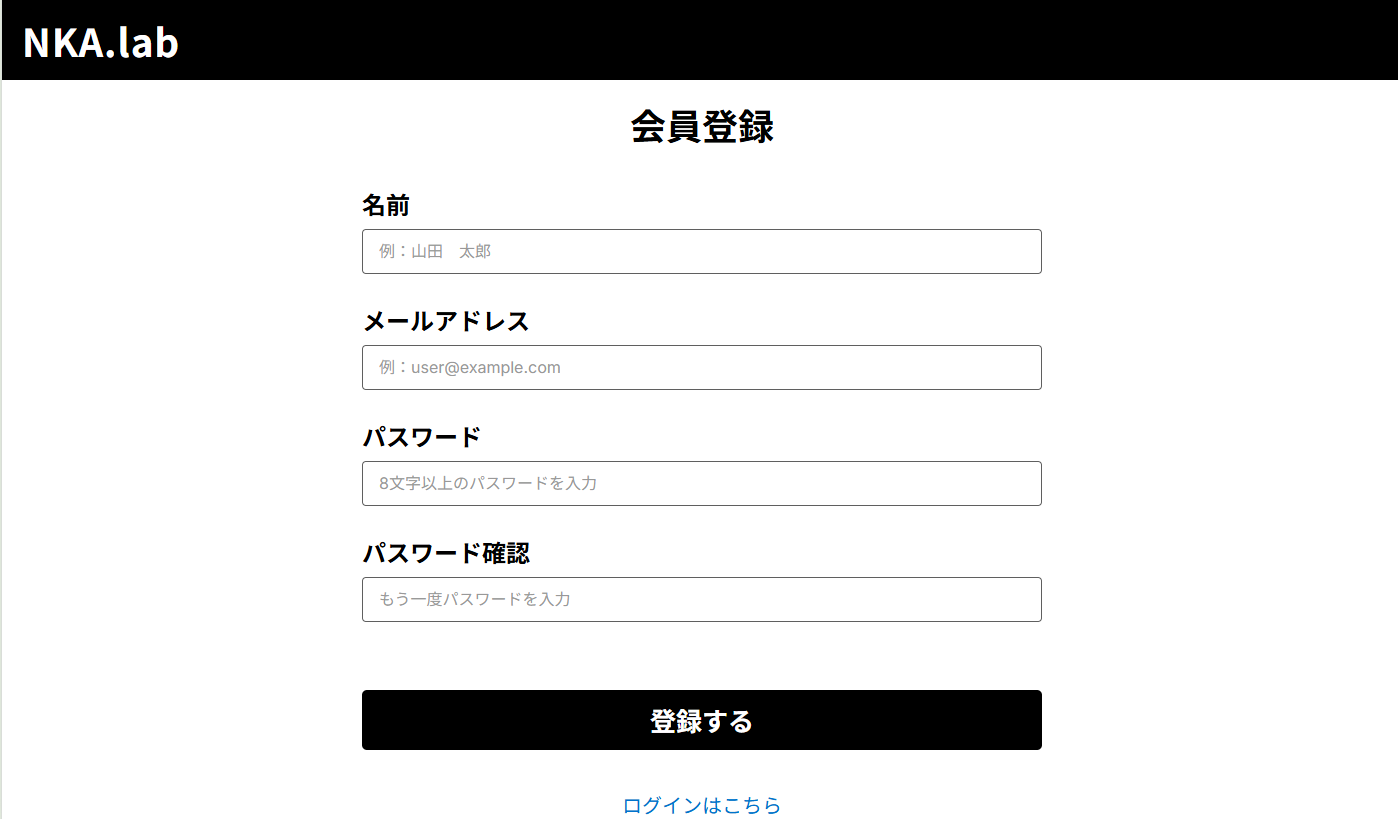 NKA.lab
会員登録
名前
例：山田　太郎
メールアドレス
例：user@example.com
パスワード
8文字以上のパスワードを入力
パスワード確認
もう一度パスワードを入力
登録する
ログインはこちら